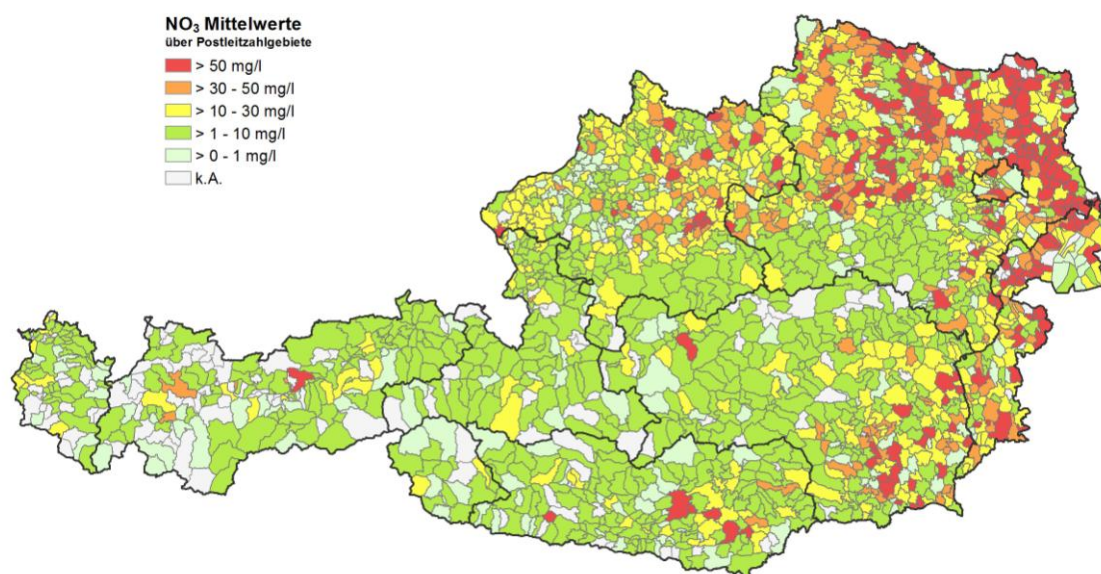 NO₃ Mittelwerte
über Postleitzahlgebiete
> 50 mg/l
> 30 - 50 mg/l
> 10 - 30 mg/l
> 1 - 10 mg/l
> 0 - 1 mg/l
k.A.